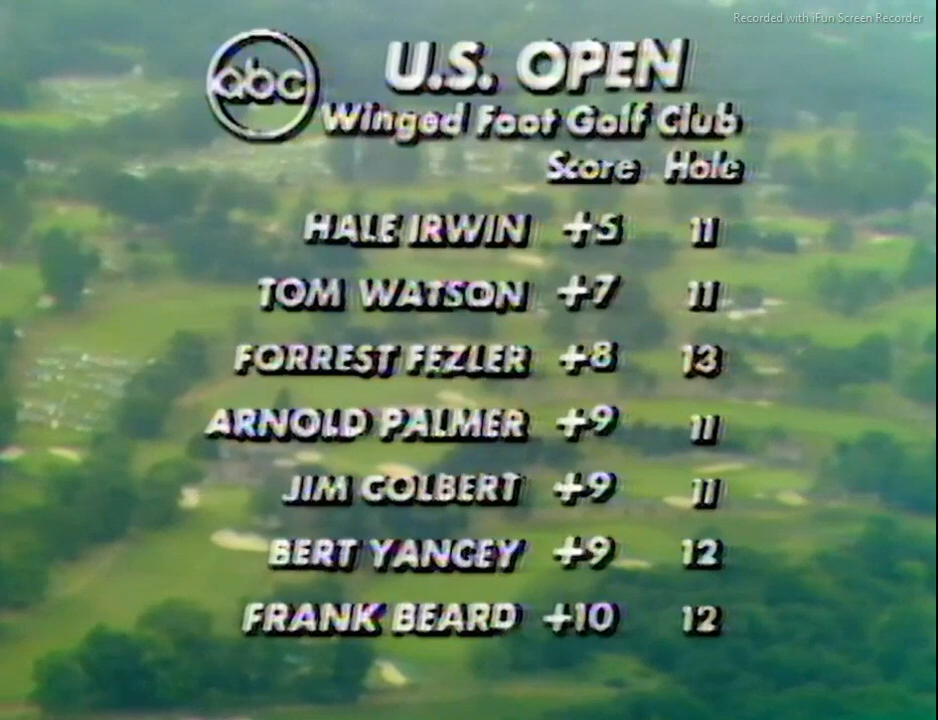 Recorded with iFun Screen Recorder
abc U.S. OPEN
Winged Foot Golf Club
Score Hole
HALE IRWIN +5 11
TOM WATSON +7 11
FORREST FEZLER +8 13
ARNOLD PALMER +9 11
JIM COLBERT +9 11
BERT YANCEY +9 12
FRANK BEARD +10 12